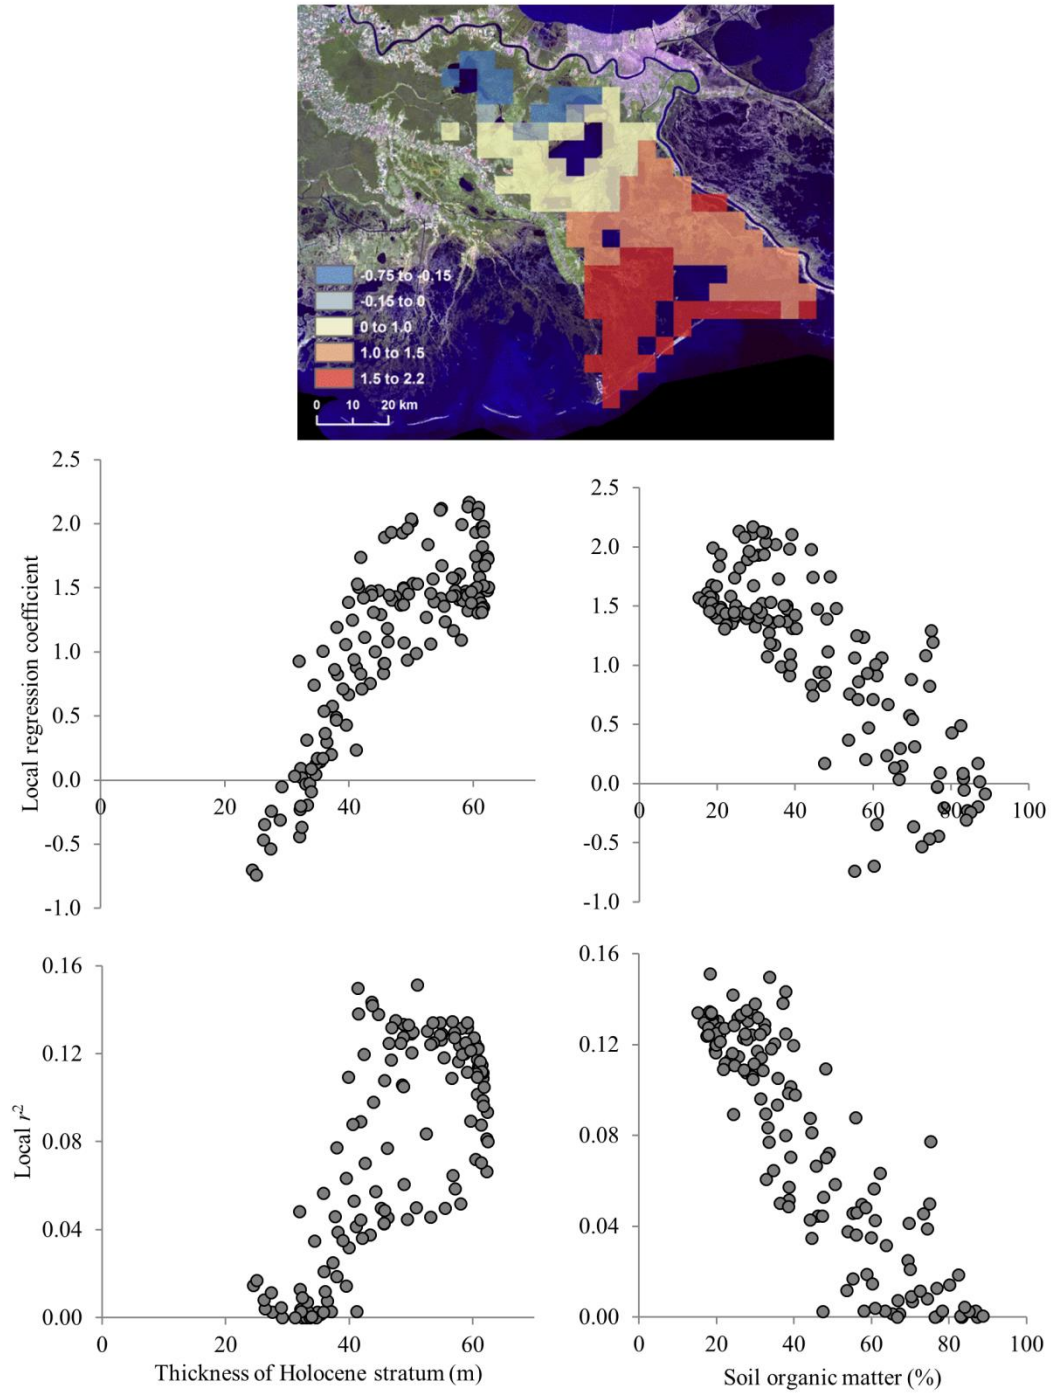 -0.75 to -0.15
-0.15 to 0
0 to 1.0
1.0 to 1.5
1.5 to 2.2
0 10 20 km
Local regression coefficient
2.5
2.0
1.5
1.0
0.5
0.0
-0.5
-1.0
0 20 40 60
2.5
2.0
1.5
1.0
0.5
0.0
-0.5
-1.0
0 20 40 60 80 100
Local r²
0.16
0.12
0.08
0.04
0.00
0 20 40 60
Thickness of Holocene stratum (m)
0.16
0.12
0.08
0.04
0.00
0 20 40 60 80 100
Soil organic matter (%)